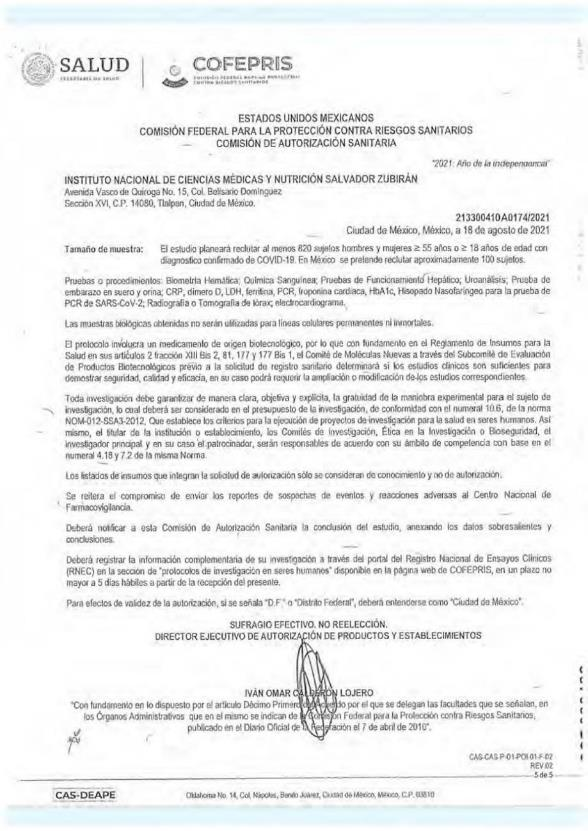 SALUD
SECRETARÍA DE SALUD
COFEPRIS
COMISIÓN FEDERAL PARA LA PROTECCIÓN
CONTRA RIESGOS SANITARIOS
ESTADOS UNIDOS MEXICANOS
COMISIÓN FEDERAL PARA LA PROTECCIÓN CONTRA RIESGOS SANITARIOS
COMISIÓN DE AUTORIZACIÓN SANITARIA
"2021: Año de la Independencia"
INSTITUTO NACIONAL DE CIENCIAS MÉDICAS Y NUTRICIÓN SALVADOR ZUBIRÁN
Avenida Vasco de Quiroga No. 15, Col. Belisario Domínguez
Sección XVI, C.P. 14080, Tlalpan, Ciudad de México.
213300410A0174/2021
Ciudad de México, México, a 18 de agosto de 2021
Tamaño de muestra: El estudio planeará reclutar al menos 820 sujetos hombres y mujeres ≥ 55 años o ≥ 18 años de edad con
diagnostico confirmado de COVID-19. En México se pretende reclutar aproximadamente 100 sujetos.
Pruebas o procedimientos: Biometría Hemática; Química Sanguínea; Pruebas de Funcionamiento Hepático; Uroanálisis; Prueba de
embarazo en suero y orina; CRP, dimero D, LDH, ferritina, PCR, troponina cardiaca, HbA1c, Hisopado Nasofaríngeo para la prueba de
PCR de SARS-CoV-2; Radiografía o Tomografía de tórax; electrocardiograma.
Las muestras biológicas obtenidas no serán utilizadas para líneas celulares permanentes ni inmortales.
El protocolo involucra un medicamento de origen biotecnológico, por lo que con fundamento en el Reglamento de Insumos para la
Salud en sus artículos 2 fracción XIII Bis 2, 81, 177 y 177 Bis 1, el Comité de Moléculas Nuevas a través del Subcomité de Evaluación
de Productos Biotecnológicos previo a la solicitud de registro sanitario determinará si los estudios clínicos son suficientes para
demostrar seguridad, calidad y eficacia, en su caso podrá requerir la ampliación o modificación de los estudios correspondientes.
Toda investigación debe garantizar de manera clara, objetiva y explícita, la gratuidad de la maniobra experimental para el sujeto de
investigación, lo cual deberá ser considerado en el presupuesto de la investigación, de conformidad con el numeral 10.6, de la norma
NOM-012-SSA3-2012, Que establece los criterios para la ejecución de proyectos de investigación para la salud en seres humanos. Así
mismo, el titular de la institución o establecimiento, los Comités de Investigación, Ética en la Investigación o Bioseguridad, el
investigador principal y en su caso el patrocinador, serán responsables de acuerdo con su ámbito de competencia con base en el
numeral 4.18 y 7.2 de la misma Norma.
Los listados de insumos que integran la solicitud de autorización sólo se consideran de conocimiento y no de autorización.
Se reitera el compromiso de enviar los reportes de sospechas de eventos y reacciones adversas al Centro Nacional de
Farmacovigilancia.
Deberá notificar a esta Comisión de Autorización Sanitaria la conclusión del estudio, anexando los datos sobresalientes y
conclusiones.
Deberá registrar la información complementaria de su investigación a través del portal del Registro Nacional de Ensayos Clínicos
(RNEC) en la sección de "protocolos de investigación en seres humanos" disponible en la página web de COFEPRIS, en un plazo no
mayor a 5 días hábiles a partir de la recepción del presente.
Para efectos de validez de la autorización, si se señala "D.F." o "Distrito Federal", deberá entenderse como "Ciudad de México".
SUFRAGIO EFECTIVO. NO REELECCIÓN.
DIRECTOR EJECUTIVO DE AUTORIZACIÓN DE PRODUCTOS Y ESTABLECIMIENTOS
IVÁN OMAR CALDERÓN LOJERO
"Con fundamento en lo dispuesto por el artículo Décimo Primero del Acuerdo por el que se delegan las facultades que se señalan, en
los Órganos Administrativos que en el mismo se indican de la Comisión Federal para la Protección contra Riesgos Sanitarios,
publicado en el Diario Oficial de la Federación el 7 de abril de 2010".
CAS-CAS-P-01-POI-01-F-02
REV.02
5 de 5
CAS-DEAPE
Oklahoma No. 14, Col. Nápoles, Benito Juárez, Ciudad de México, México, C.P. 03810